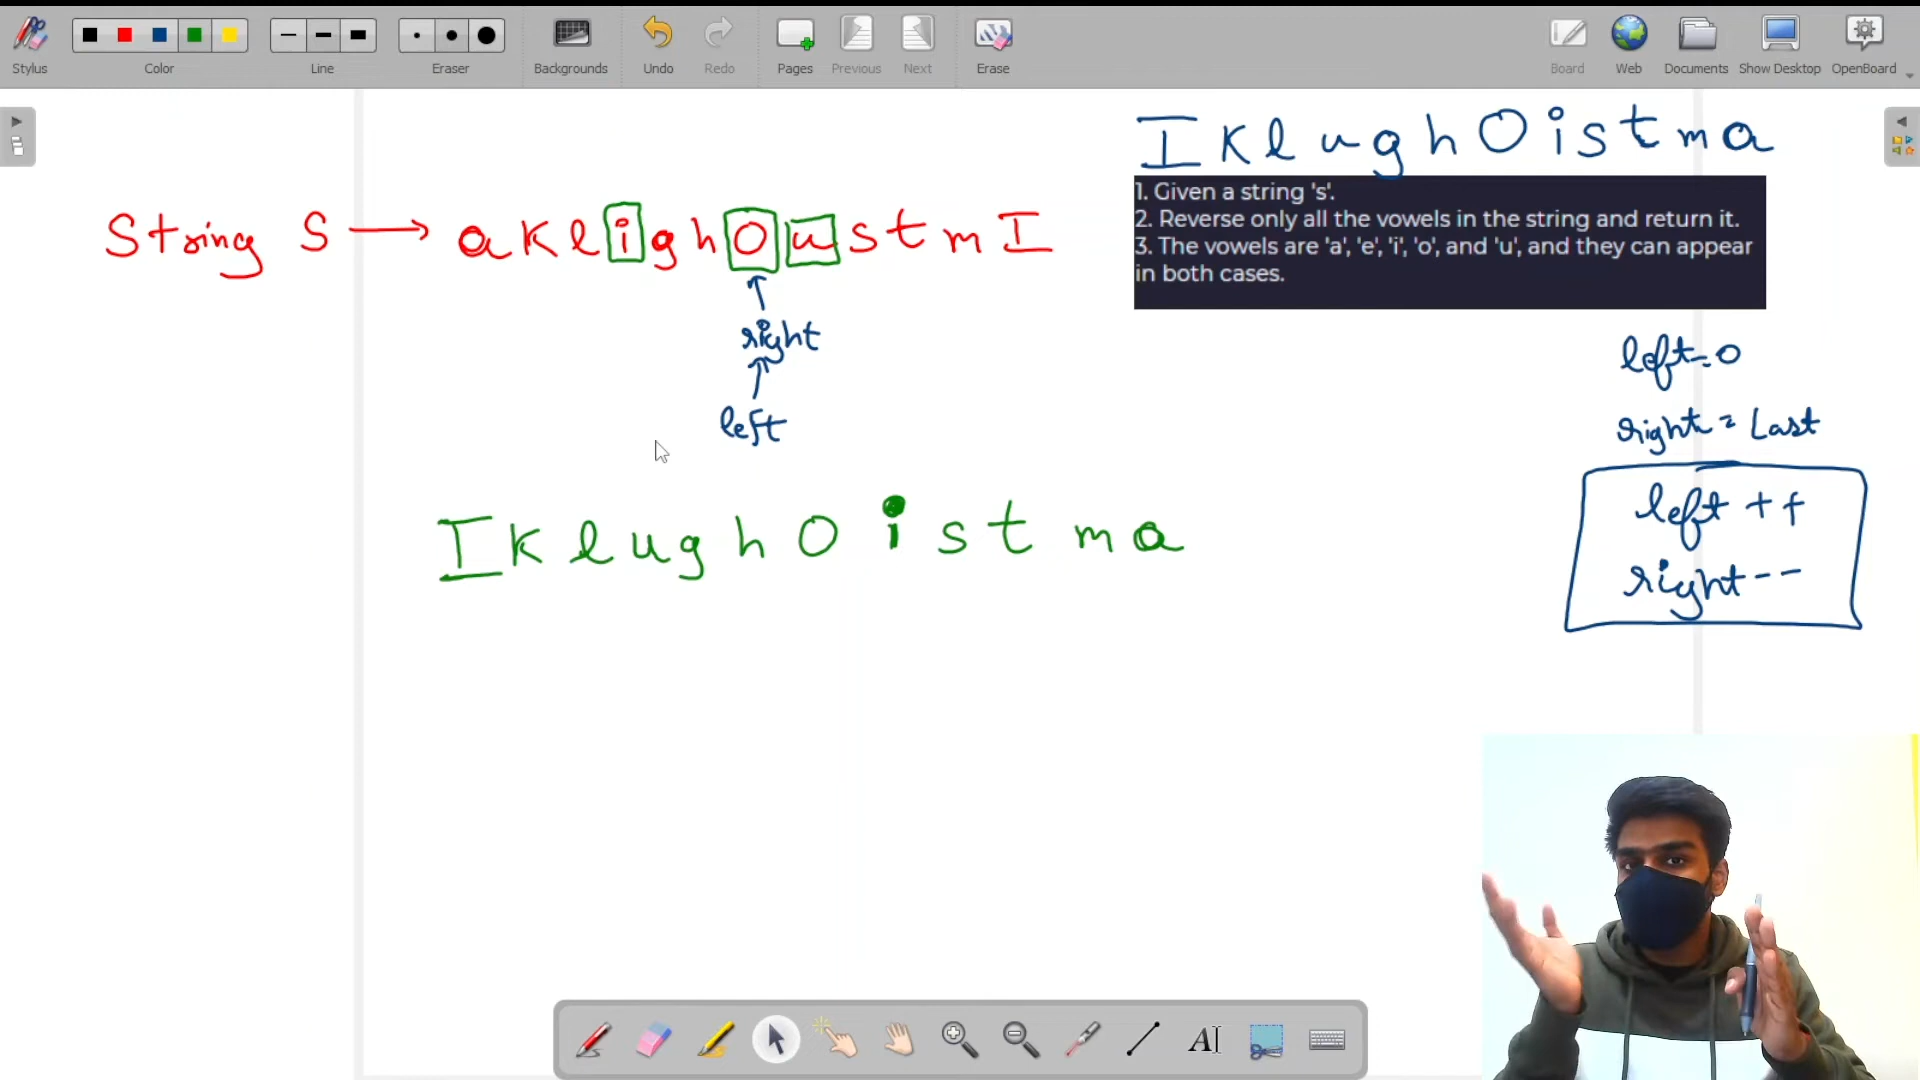 Stylus
Color
Line
Eraser
Backgrounds
Undo
Redo
Pages
Previous
Next
Erase
Board
Web
Documents
Show Desktop
OpenBoard
I K l u g h O i s t m a
1. Given a string 's'.
2. Reverse only all the vowels in the string and return it.
3. The vowels are 'a', 'e', 'i', 'o', and 'u', and they can appear
in both cases.
String S → a K l i g h O u s t m I
right
left
left = 0
right = Last
left ++
right --
I K l u g h O i s t m a
AI